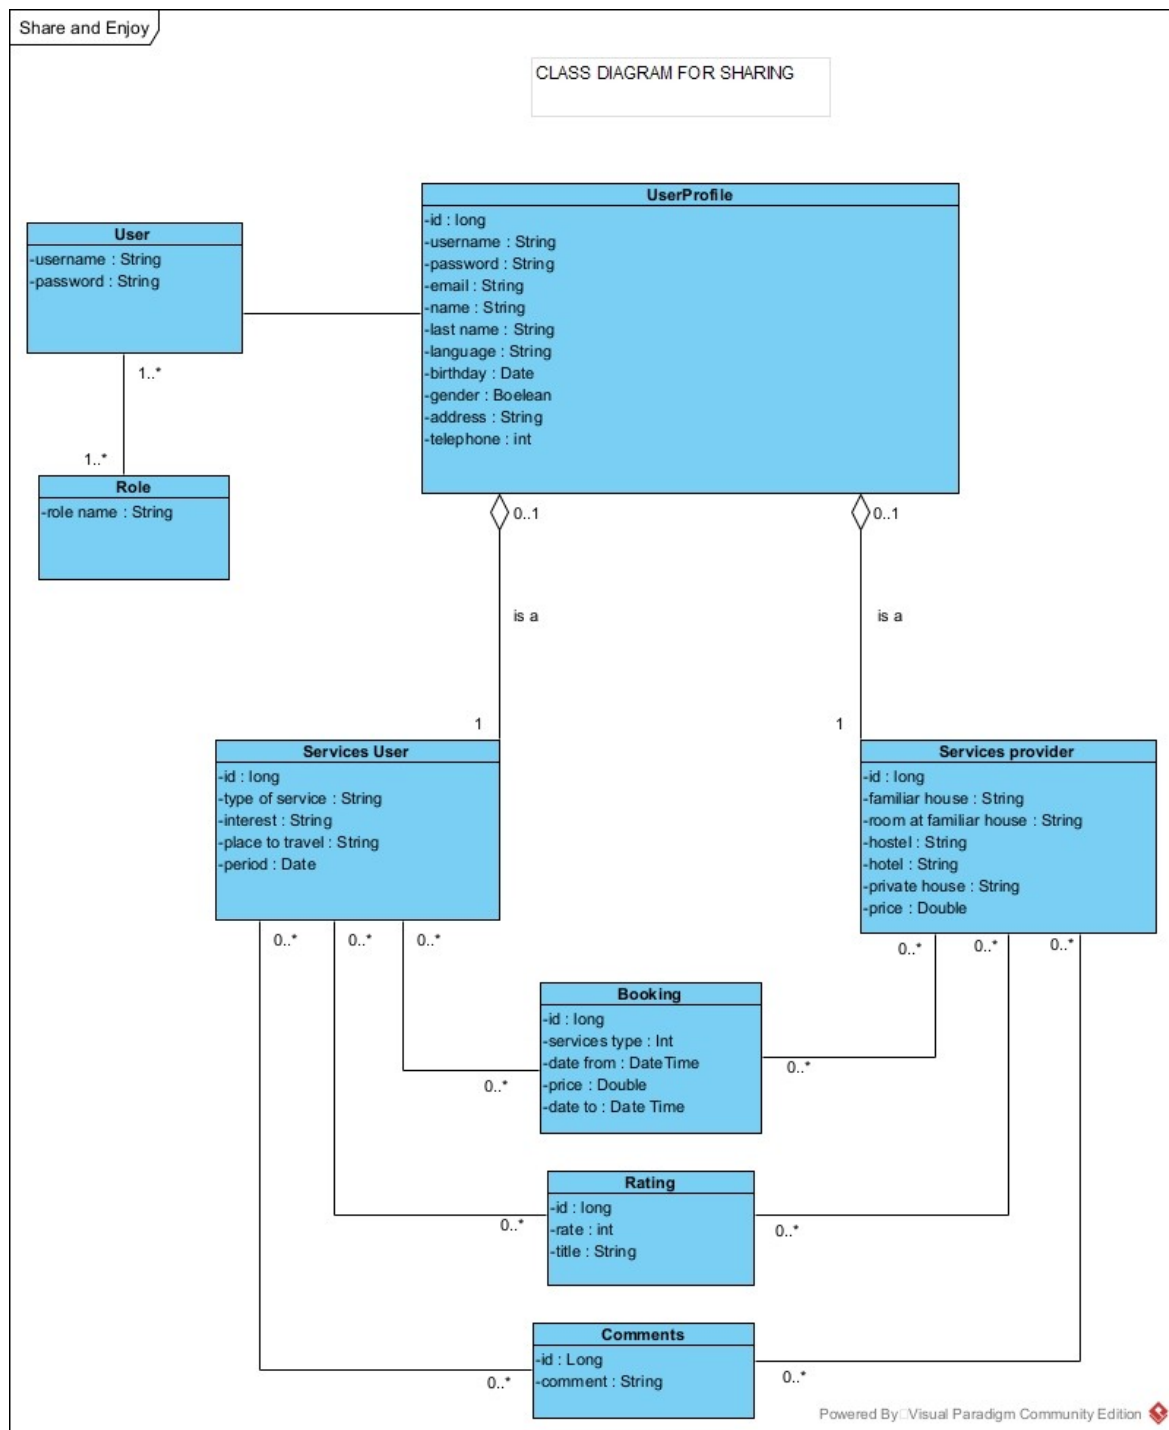 Share and Enjoy
CLASS DIAGRAM FOR SHARING
UserProfile
-id : long
-username : String
-password : String
-email : String
-name : String
-last name : String
-language : String
-birthday : Date
-gender : Boelean
-address : String
-telephone : int
User
-username : String
-password : String
1..*
1..*
Role
-role name : String
0..1
0..1
is a
is a
1
1
Services User
-id : long
-type of service : String
-interest : String
-place to travel : String
-period : Date
Services provider
-id : long
-familiar house : String
-room at familiar house : String
-hostel : String
-hotel : String
-private house : String
-price : Double
0..*
0..*
0..*
0..*
0..*
0..*
Booking
-id : long
-services type : Int
-date from : DateTime
-price : Double
-date to : Date Time
0..*
0..*
Rating
-id : long
-rate : int
-title : String
0..*
0..*
Comments
-id : Long
-comment : String
0..*
0..*
Powered By Visual Paradigm Community Edition